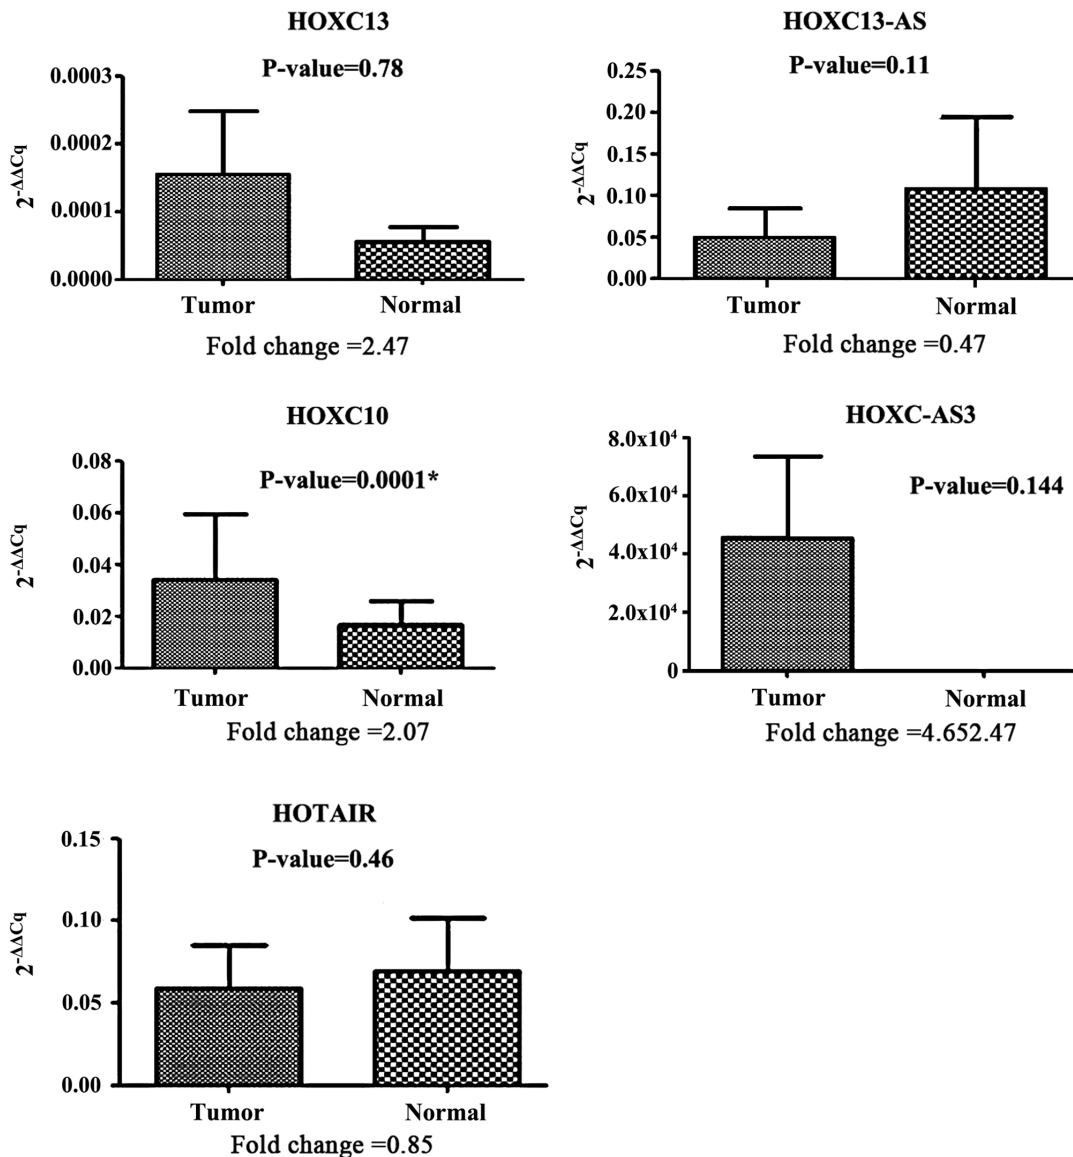 HOXC13
P-value=0.78
2^-ΔΔCq
0.0003
0.0002
0.0001
0.0000
Tumor Normal
Fold change =2.47
HOXC13-AS
P-value=0.11
2^-ΔΔCq
0.25
0.20
0.15
0.10
0.05
0.00
Tumor Normal
Fold change =0.47
HOXC10
P-value=0.0001*
2^-ΔΔCq
0.08
0.06
0.04
0.02
0.00
Tumor Normal
Fold change =2.07
HOXC-AS3
P-value=0.144
2^-ΔΔCq
8.0x10⁴
6.0x10⁴
4.0x10⁴
2.0x10⁴
0
Tumor Normal
Fold change =4.652.47
HOTAIR
P-value=0.46
2^-ΔΔCq
0.15
0.10
0.05
0.00
Tumor Normal
Fold change =0.85